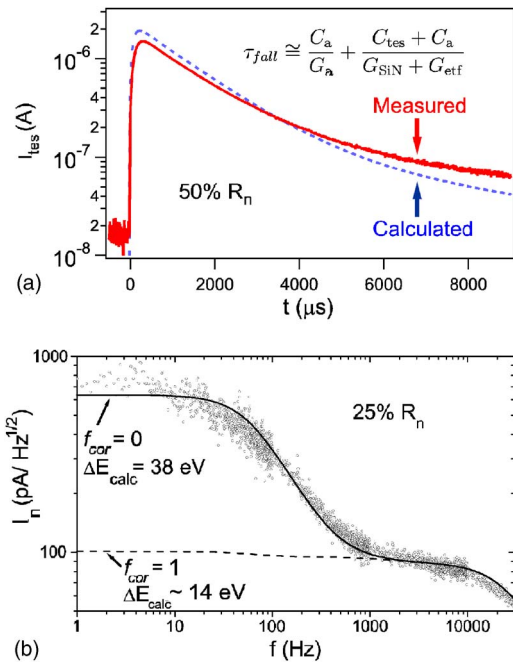 10⁻⁶
10⁻⁷
10⁻⁸
2
4
2
4
2
I_tes (A)
τ_fall ≅ C_a/G_a + (C_tes + C_a)/(G_SiN + G_etf)
Measured
50% R_n
Calculated
0 2000 4000 6000 8000
(a)
t (μs)
1000
25% R_n
f_cor = 0
ΔE_calc = 38 eV
I_n (pA/ Hz^1/2)
100
f_cor = 1
ΔE_calc ~ 14 eV
1 10 100 1000 10000
(b)
f (Hz)